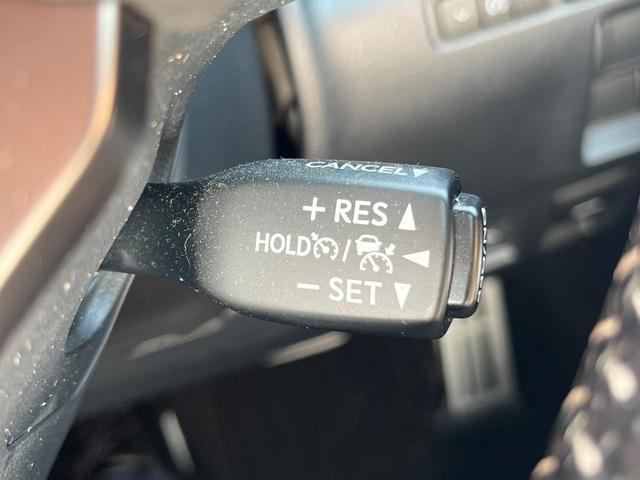 CANCEL▼
+ RES ▲
HOLD / ◀
− SET ▼